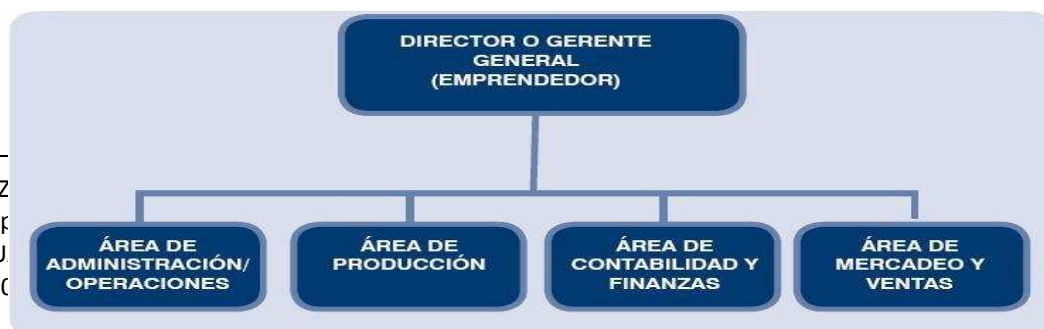 DIRECTOR O GERENTE
GENERAL
(EMPRENDEDOR)
ÁREA DE
ADMINISTRACIÓN/
OPERACIONES
ÁREA DE
PRODUCCIÓN
ÁREA DE
CONTABILIDAD Y
FINANZAS
ÁREA DE
MERCADEO Y
VENTAS